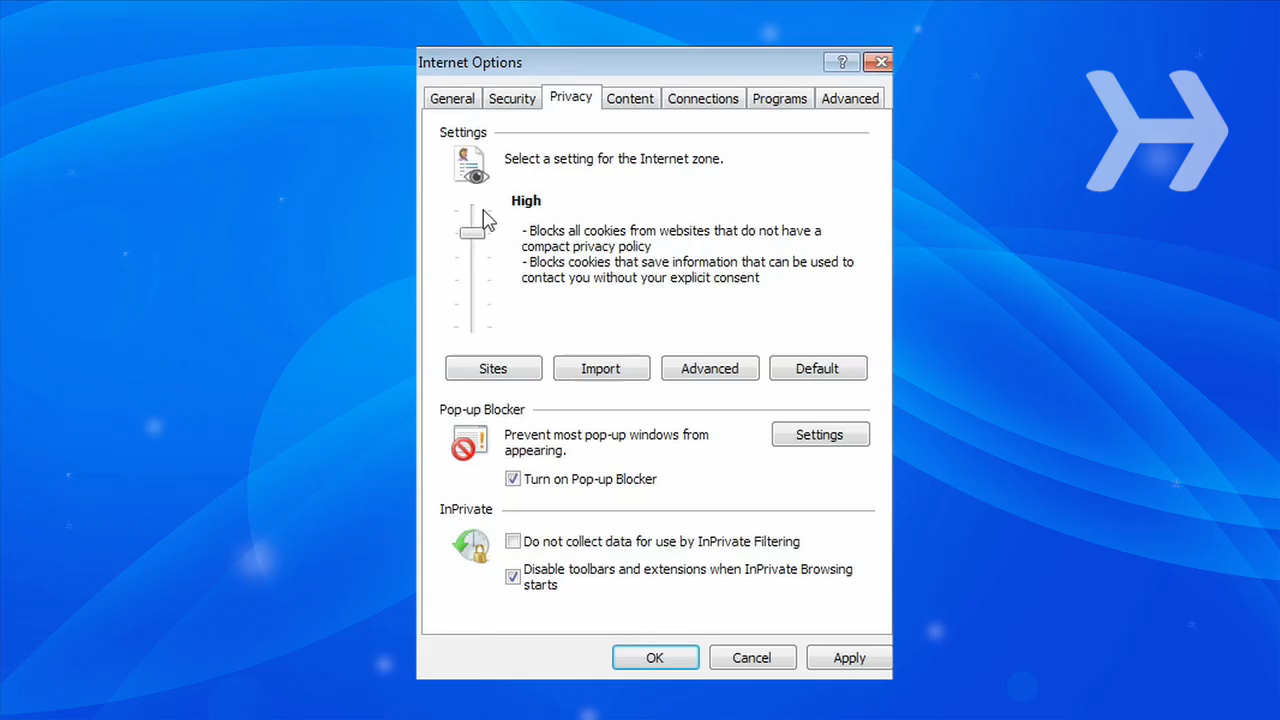 Internet Options
General Security Privacy Content Connections Programs Advanced
Settings
Select a setting for the Internet zone.
High
- Blocks all cookies from websites that do not have a
compact privacy policy
- Blocks cookies that save information that can be used to
contact you without your explicit consent
Sites Import Advanced Default
Pop-up Blocker
Prevent most pop-up windows from
appearing.
Settings
Turn on Pop-up Blocker
InPrivate
Do not collect data for use by InPrivate Filtering
Disable toolbars and extensions when InPrivate Browsing
starts
OK Cancel Apply